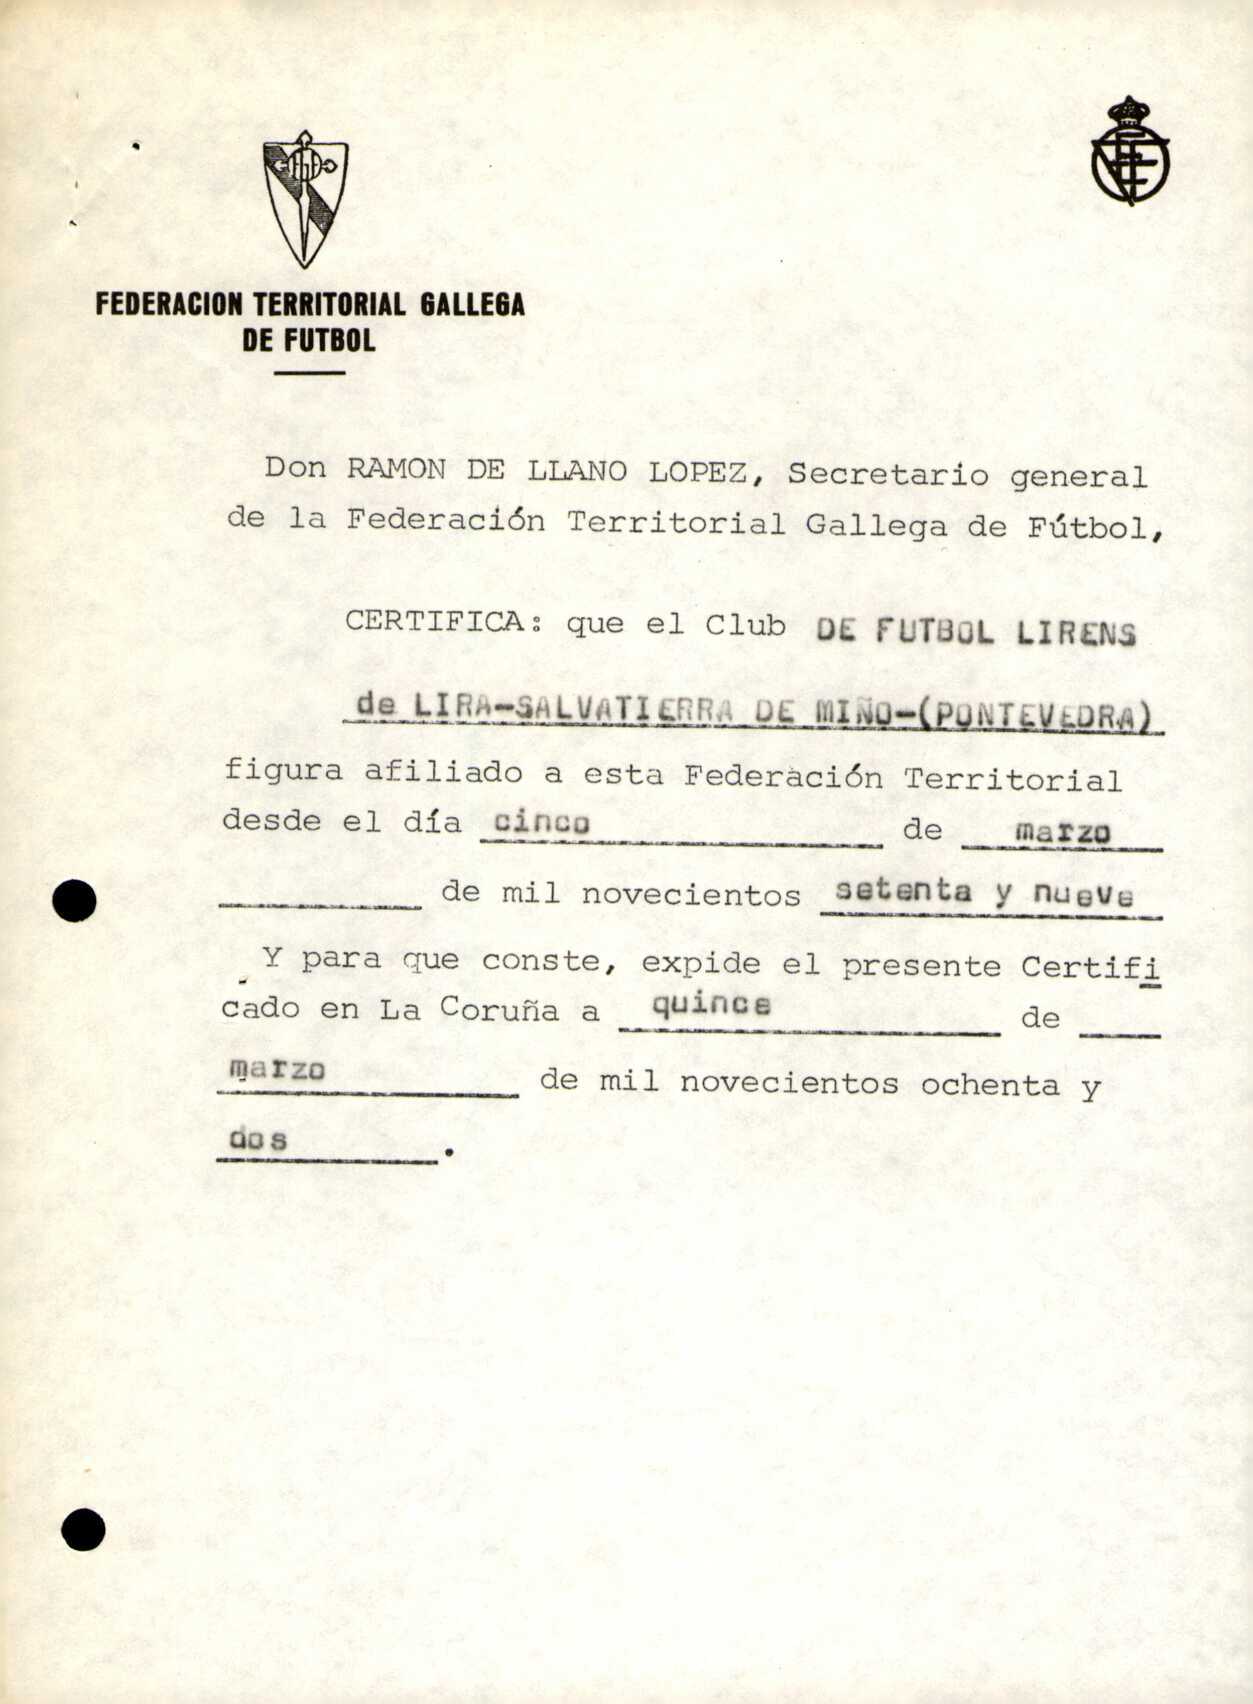 FEDERACION TERRITORIAL GALLEGA
DE FUTBOL
Don RAMON DE LLANO LOPEZ, Secretario general
de la Federación Territorial Gallega de Fútbol,
CERTIFICA: que el Club DE FUTBOL LIRENS
de LIRA-SALVATIERRA DE MIÑO-(PONTEVEDRA)
figura afiliado a esta Federación Territorial
desde el día cinco de marzo
de mil novecientos setenta y nueve
Y para que conste, expide el presente Certifi
cado en La Coruña a quince de
marzo de mil novecientos ochenta y
dos .